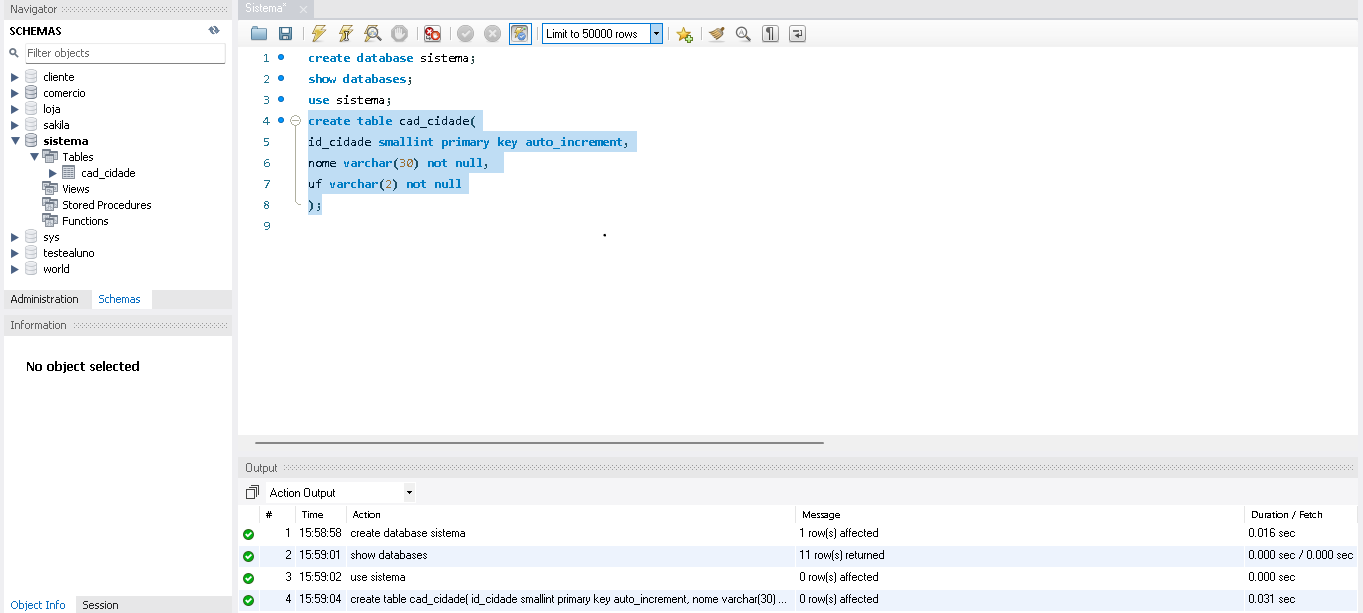 Navigator
SCHEMAS
Filter objects
cliente
comercio
loja
sakila
sistema
Tables
cad_cidade
Views
Stored Procedures
Functions
sys
testealuno
world
Administration Schemas
Information
No object selected
Object Info Session
Sistema*
Limit to 50000 rows
1 create database sistema;
2 show databases;
3 use sistema;
4 create table cad_cidade(
5 id_cidade smallint primary key auto_increment,
6 nome varchar(30) not null,
7 uf varchar(2) not null
8 );
9
Output
Action Output
# Time Action Message Duration / Fetch
1 15:58:58 create database sistema 1 row(s) affected 0.016 sec
2 15:59:01 show databases 11 row(s) returned 0.000 sec / 0.000 sec
3 15:59:02 use sistema 0 row(s) affected 0.000 sec
4 15:59:04 create table cad_cidade( id_cidade smallint primary key auto_increment, nome varchar(30) ... 0 row(s) affected 0.031 sec